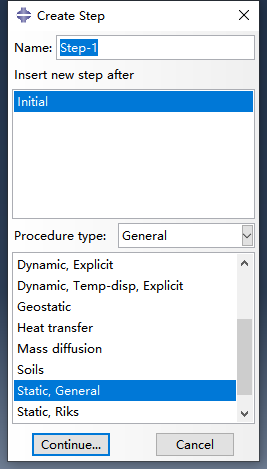 Create Step
Name: Step-1
Insert new step after
Initial
Procedure type: General
Dynamic, Explicit
Dynamic, Temp-disp, Explicit
Geostatic
Heat transfer
Mass diffusion
Soils
Static, General
Static, Riks
Continue... Cancel